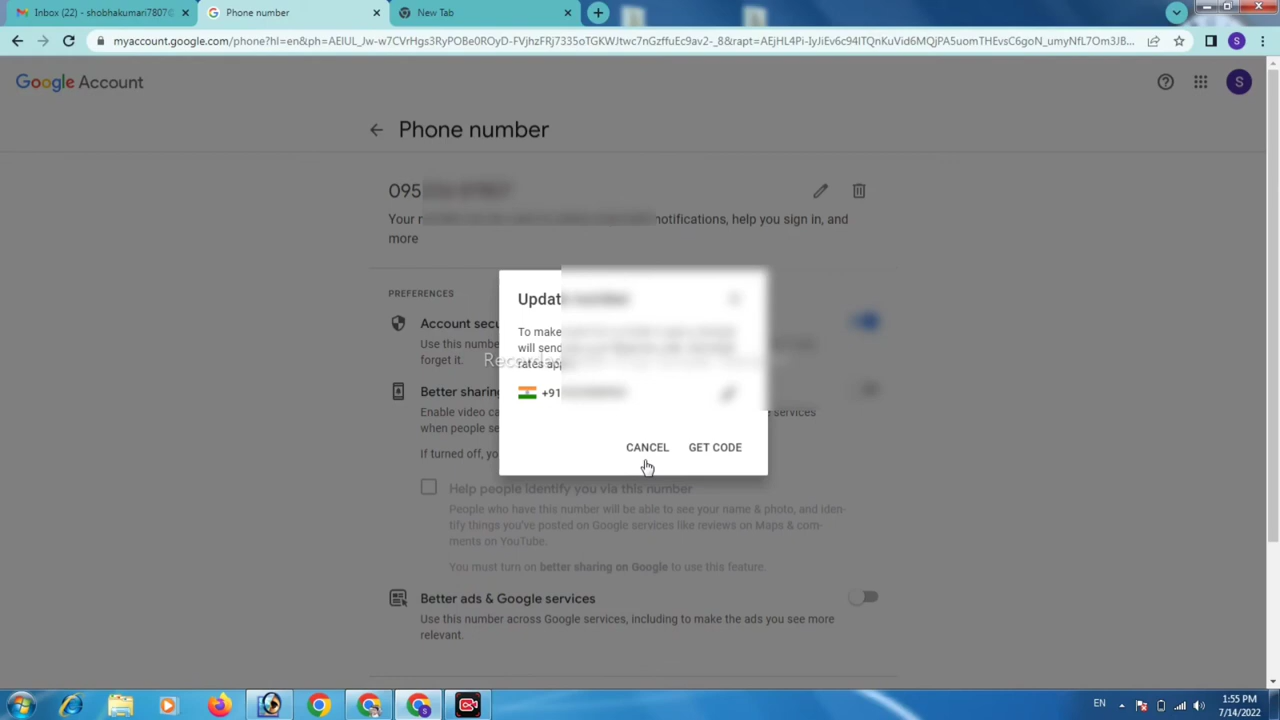 Inbox (22) - shobhakumari7807@
Phone number
New Tab
myaccount.google.com/phone?hl=en&ph=AEIUL_Jw-w7CVrHgs3RyPOBe0ROyD-FVjhzFRj7335oTGKWJtwc7nGzffuEc9av2-_8&rapt=AEjHL4Pi-IyJiEv6c94ITQnKuVid6MQjPA5uomTHEvsC6goN_umyNfL7Om3JB...
S
Google Account
S
Phone number
095
Your notifications, help you sign in, and
more
PREFERENCES
Account secu
Use this numbe
forget it.
Better sharing
Enable video ca services
when people se
If turned off, yo
Update
To make
will send
rates app
+91
CANCEL GET CODE
Help people identify you via this number
People who have this number will be able to see your name & photo, and iden-
tify things you've posted on Google services like reviews on Maps & com-
ments on YouTube.
You must turn on better sharing on Google to use this feature.
Better ads & Google services
Use this number across Google services, including to make the ads you see more
relevant.
EN
1:55 PM
7/14/2022